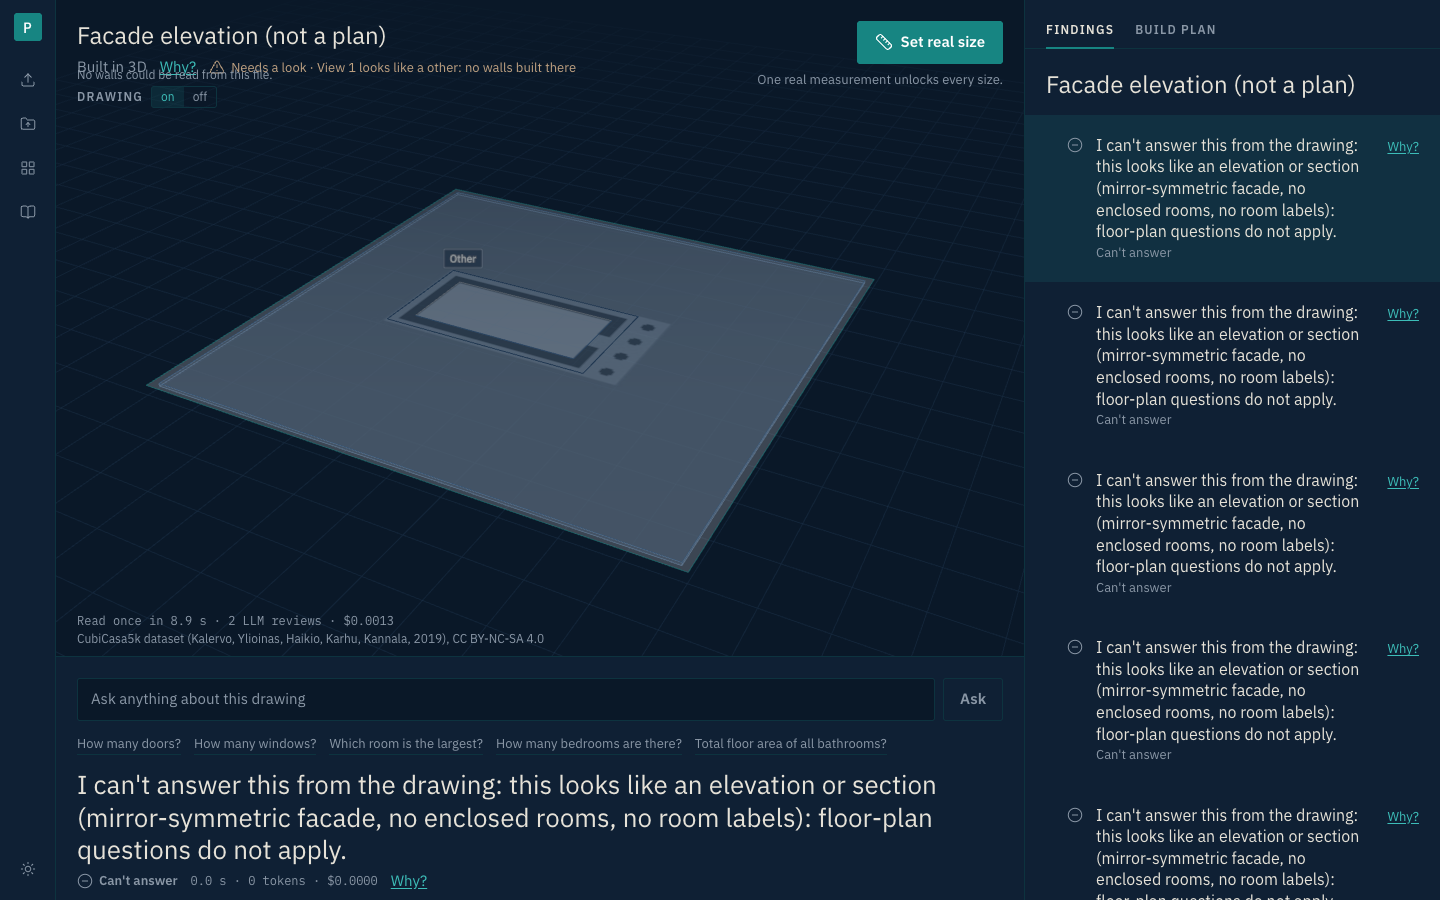 P
Facade elevation (not a plan)
Built in 3D Why? Needs a look · View 1 looks like a other: no walls built there
No walls could be read from this file.
DRAWING on off
Set real size
One real measurement unlocks every size.
Other
Read once in 8.9 s · 2 LLM reviews · $0.0013
CubiCasa5k dataset (Kalervo, Ylioinas, Haikio, Karhu, Kannala, 2019), CC BY-NC-SA 4.0
Ask anything about this drawing
Ask
How many doors? How many windows? Which room is the largest? How many bedrooms are there? Total floor area of all bathrooms?
I can't answer this from the drawing: this looks like an elevation or section
(mirror-symmetric facade, no enclosed rooms, no room labels): floor-plan
questions do not apply.
Can't answer 0.0 s · 0 tokens · $0.0000 Why?
FINDINGS BUILD PLAN
Facade elevation (not a plan)
I can't answer this from the drawing: Why?
this looks like an elevation or section
(mirror-symmetric facade, no
enclosed rooms, no room labels):
floor-plan questions do not apply.
Can't answer
I can't answer this from the drawing: Why?
this looks like an elevation or section
(mirror-symmetric facade, no
enclosed rooms, no room labels):
floor-plan questions do not apply.
Can't answer
I can't answer this from the drawing: Why?
this looks like an elevation or section
(mirror-symmetric facade, no
enclosed rooms, no room labels):
floor-plan questions do not apply.
Can't answer
I can't answer this from the drawing: Why?
this looks like an elevation or section
(mirror-symmetric facade, no
enclosed rooms, no room labels):
floor-plan questions do not apply.
Can't answer
I can't answer this from the drawing: Why?
this looks like an elevation or section
(mirror-symmetric facade, no
enclosed rooms, no room labels):
floor-plan questions do not apply.